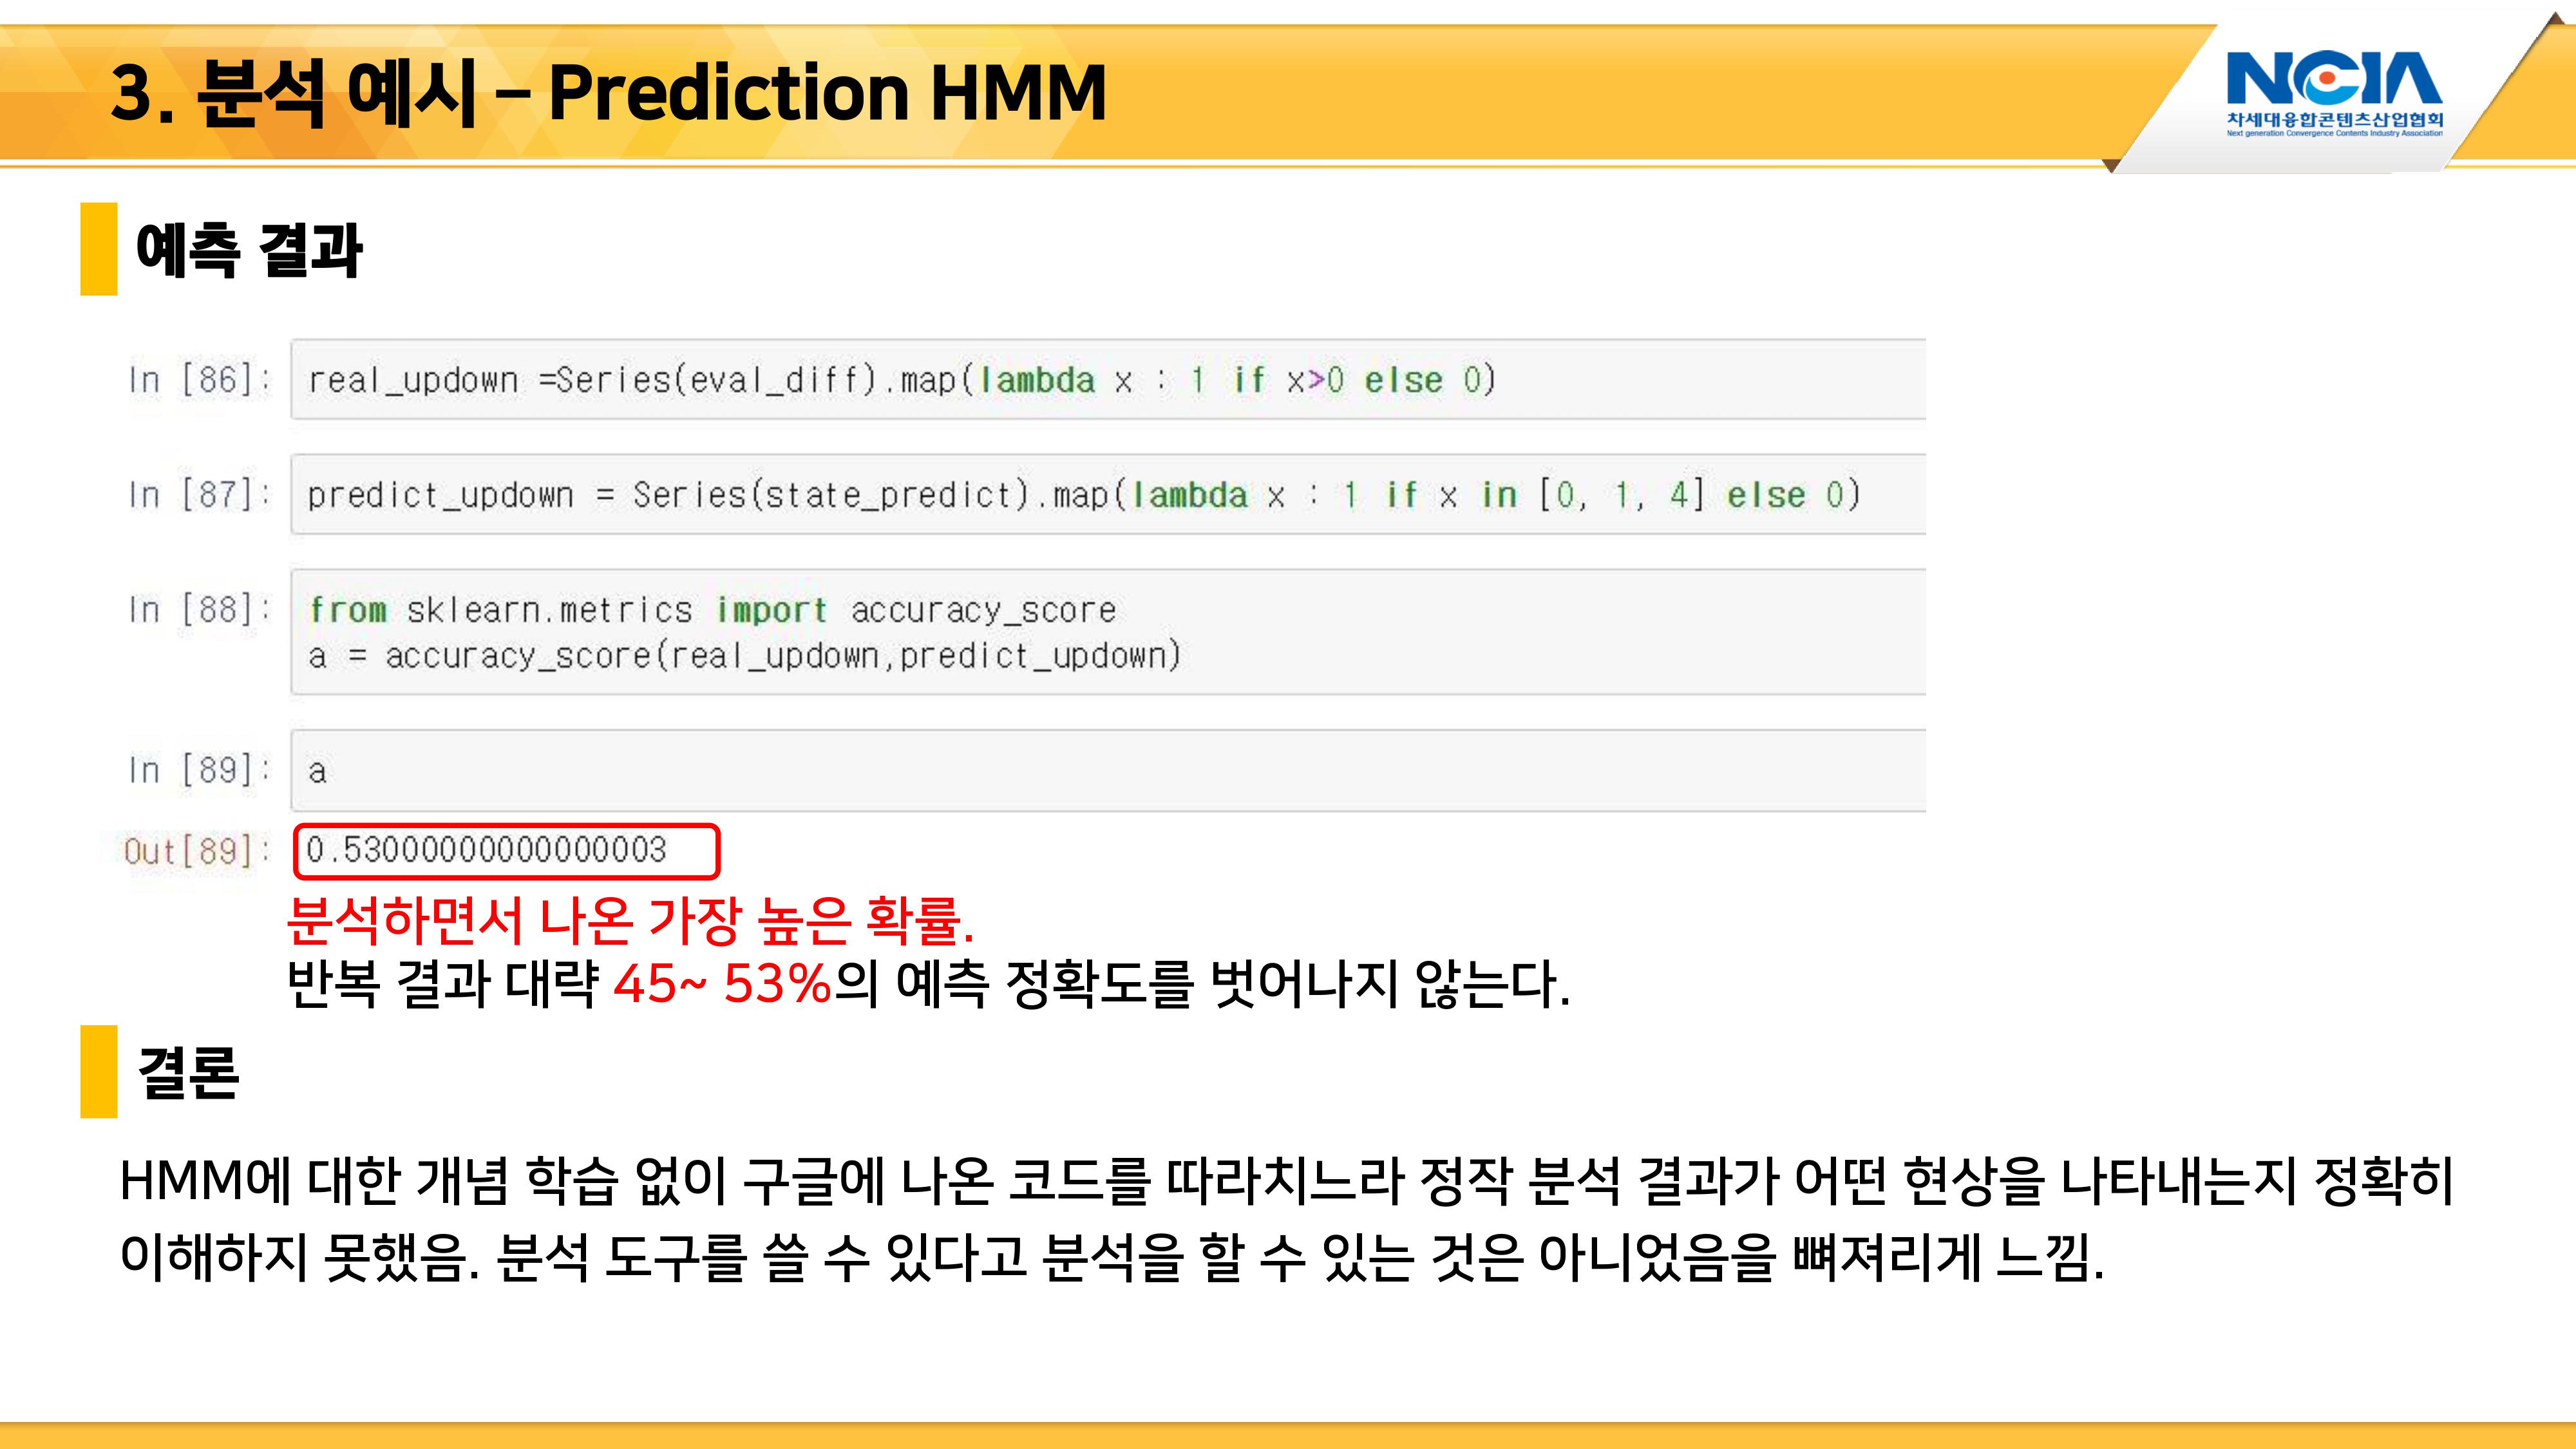 3. 분석 예시 – Prediction HMM
NCIA
차세대융합콘텐츠산업협회
Next generation Convergence Contents Industry Association
예측 결과
In [86]: real_updown =Series(eval_diff).map(lambda x : 1 if x>0 else 0)
In [87]: predict_updown = Series(state_predict).map(lambda x : 1 if x in [0, 1, 4] else 0)
In [88]: from sklearn.metrics import accuracy_score
a = accuracy_score(real_updown,predict_updown)
In [89]: a
Out[89]: 0.53000000000000003
분석하면서 나온 가장 높은 확률.
반복 결과 대략 45~ 53%의 예측 정확도를 벗어나지 않는다.
결론
HMM에 대한 개념 학습 없이 구글에 나온 코드를 따라치느라 정작 분석 결과가 어떤 현상을 나타내는지 정확히
이해하지 못했음. 분석 도구를 쓸 수 있다고 분석을 할 수 있는 것은 아니었음을 뼈져리게 느낌.